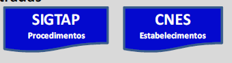 SIGTAP
Procedimentos
CNES
Estabelecimentos